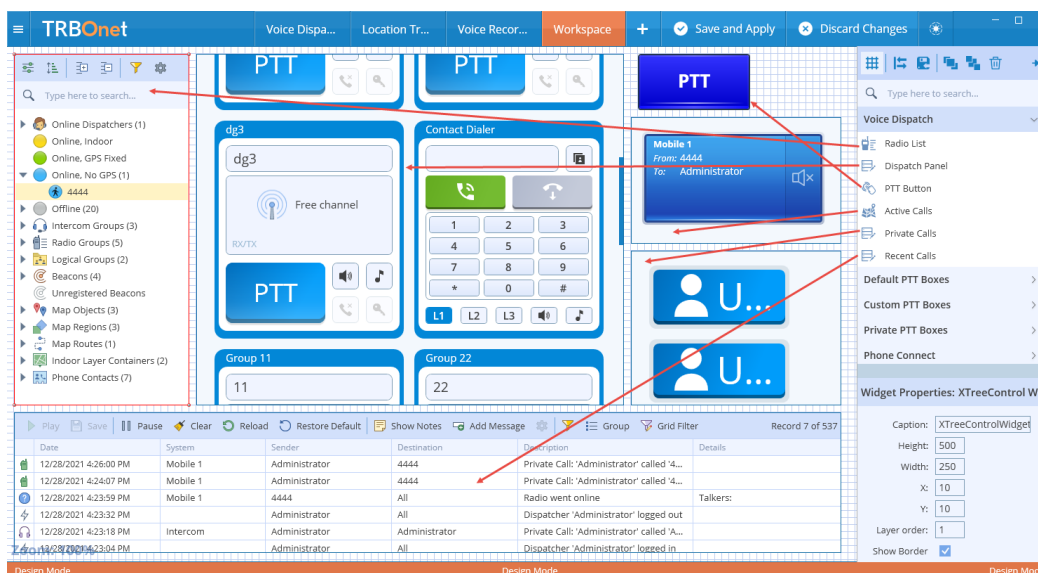 TRBOnet
Voice Dispa...
Location Tr...
Voice Recor...
Workspace
+
Save and Apply
Discard Changes
Type here to search...
Online Dispatchers (1)
Online, Indoor
Online, GPS Fixed
Online, No GPS (1)
4444
Offline (20)
Intercom Groups (3)
Radio Groups (5)
Logical Groups (2)
Beacons (4)
Unregistered Beacons
Map Objects (3)
Map Regions (3)
Map Routes (1)
Indoor Layer Containers (2)
Phone Contacts (7)
PTT
PTT
dg3
dg3
Free channel
RX/TX
PTT
Contact Dialer
1 2 3
4 5 6
7 8 9
* 0 #
L1 L2 L3
Group 11
11
Group 22
22
PTT
Mobile 1
From: 4444
To: Administrator
U...
U...
Type here to search...
Voice Dispatch
Radio List
Dispatch Panel
PTT Button
Active Calls
Private Calls
Recent Calls
Default PTT Boxes
Custom PTT Boxes
Private PTT Boxes
Phone Connect
Widget Properties: XTreeControl W
Caption: XTreeControlWidget
Height: 500
Width: 250
X: 10
Y: 10
Layer order: 1
Show Border
Play Save Pause Clear Reload Restore Default Show Notes Add Message Group Grid Filter Record 7 of 537
Date System Sender Destination Description Details
12/28/2021 4:26:00 PM Mobile 1 Administrator 4444 Private Call: 'Administrator' called '4...
12/28/2021 4:24:07 PM Mobile 1 Administrator 4444 Private Call: 'Administrator' called '4...
12/28/2021 4:23:59 PM Mobile 1 4444 All Radio went online Talkers:
12/28/2021 4:23:32 PM Administrator All Dispatcher 'Administrator' logged out
12/28/2021 4:23:18 PM Intercom Administrator Administrator Private Call: 'Administrator' called 'A...
12/28/2021 4:23:04 PM Administrator All Dispatcher 'Administrator' logged in
Zoom: 100%
Design Mode Design Mode Design Mod